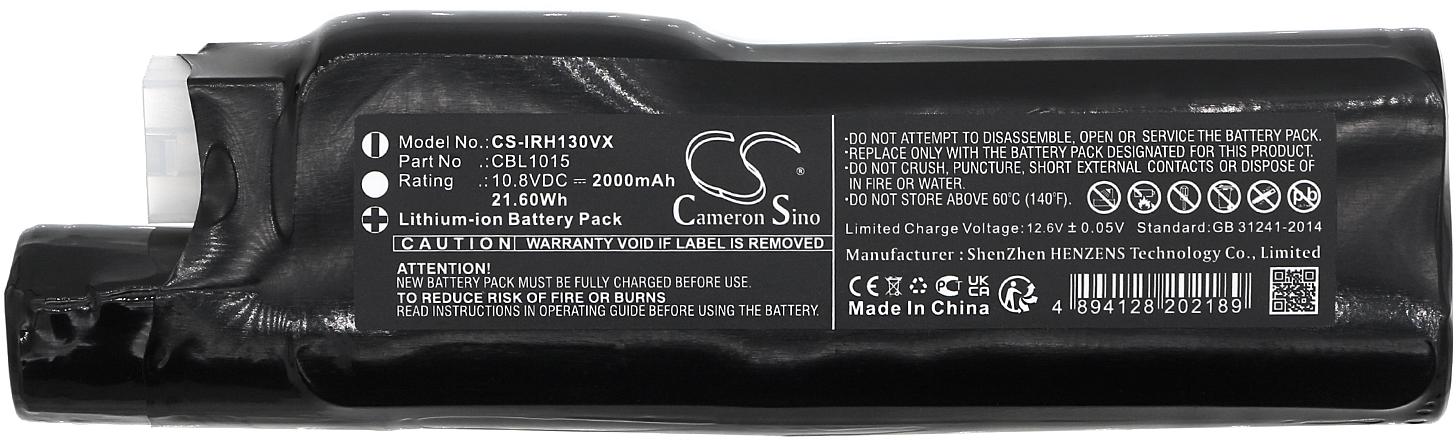 Model No.:CS-IRH130VX
Part No .:CBL1015
Rating .:10.8VDC ⎓ 2000mAh
21.60Wh
Lithium-ion Battery Pack
CS
®
Cameron Sino
CAUTION WARRANTY VOID IF LABEL IS REMOVED
ATTENTION!
NEW BATTERY PACK MUST BE FULLY CHARGED BEFORE USE.
TO REDUCE RISK OF FIRE OR BURNS
READ INSTRUCTIONS IN OPERATING GUIDE BEFORE USING THE BATTERY.
•DO NOT ATTEMPT TO DISASSEMBLE, OPEN OR SERVICE THE BATTERY PACK.
•REPLACE ONLY WITH THE BATTERY PACK DESIGNATED FOR THIS PRODUCT.
•DO NOT CRUSH, PUNCTURE, SHORT EXTERNAL CONTACTS OR DISPOSE OF
IN FIRE OR WATER.
•DO NOT STORE ABOVE 60°C (140°F).
Pb
Limited Charge Voltage:12.6V ± 0.05V Standard:GB 31241-2014
Manufacturer : ShenZhen HENZENS Technology Co., Limited
CE PC UK CA
Made In China
4 894128 202189